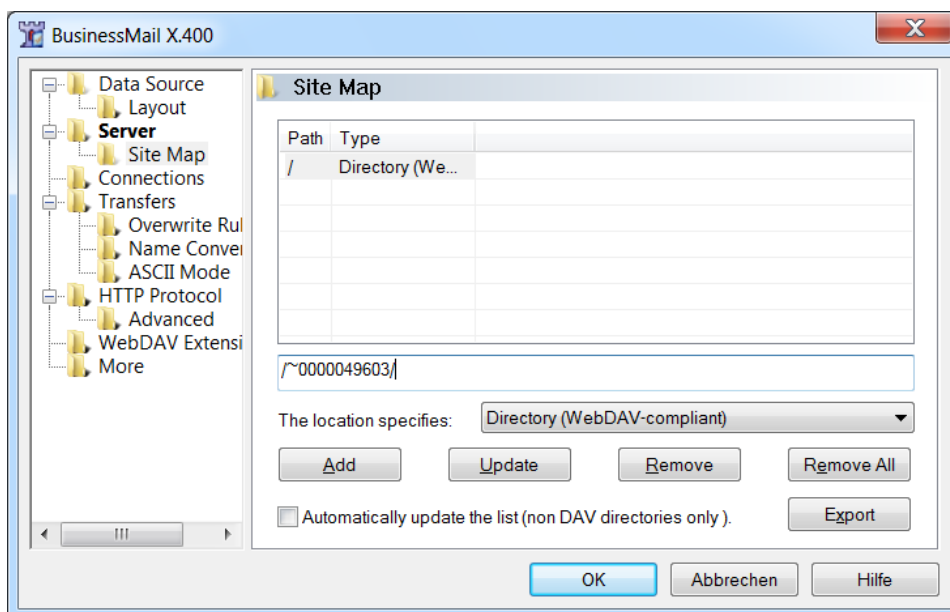 BusinessMail X.400
Data Source
Layout
Server
Site Map
Connections
Transfers
Overwrite Rul
Name Conver
ASCII Mode
HTTP Protocol
Advanced
WebDAV Extensi
More
Site Map
Path Type
/ Directory (We...
/~0000049603/
The location specifies: Directory (WebDAV-compliant)
Add Update Remove Remove All
Automatically update the list (non DAV directories only ). Export
OK Abbrechen Hilfe